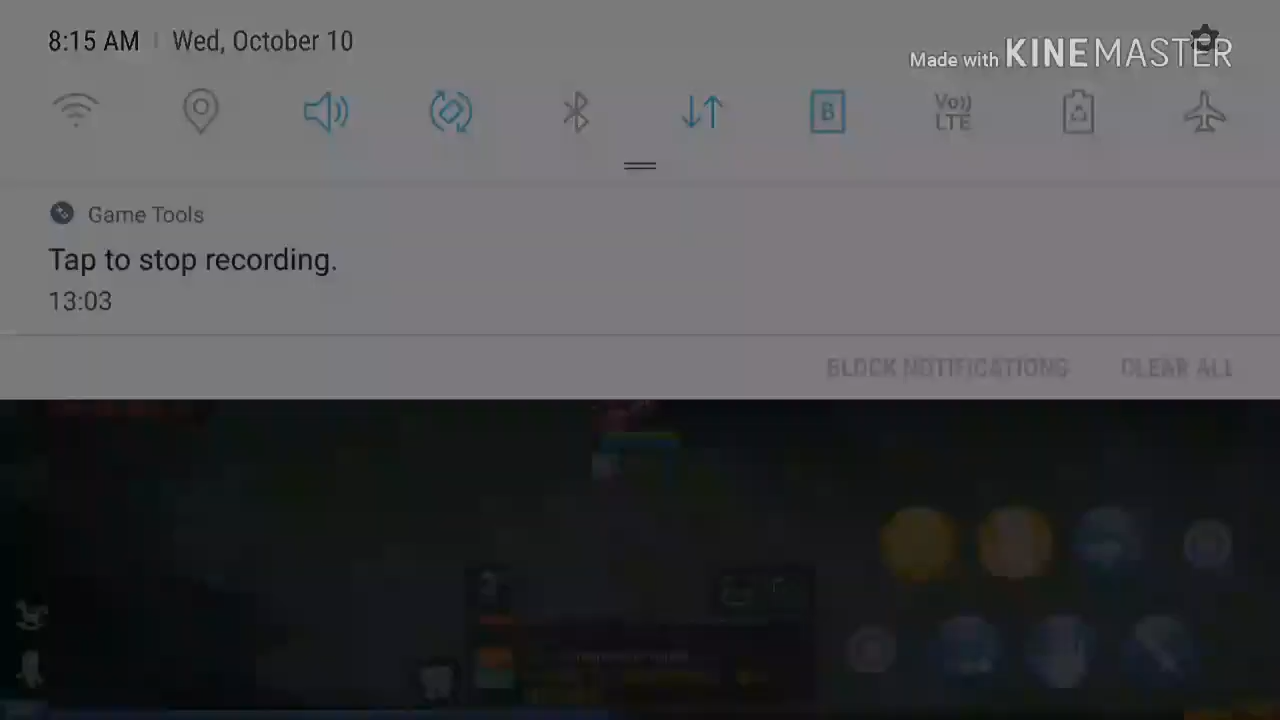 8:15 AM | Wed, October 10
Made with KINEMASTER
B
Vo))
LTE
Game Tools
Tap to stop recording.
13:03
BLOCK NOTIFICATIONS CLEAR ALL